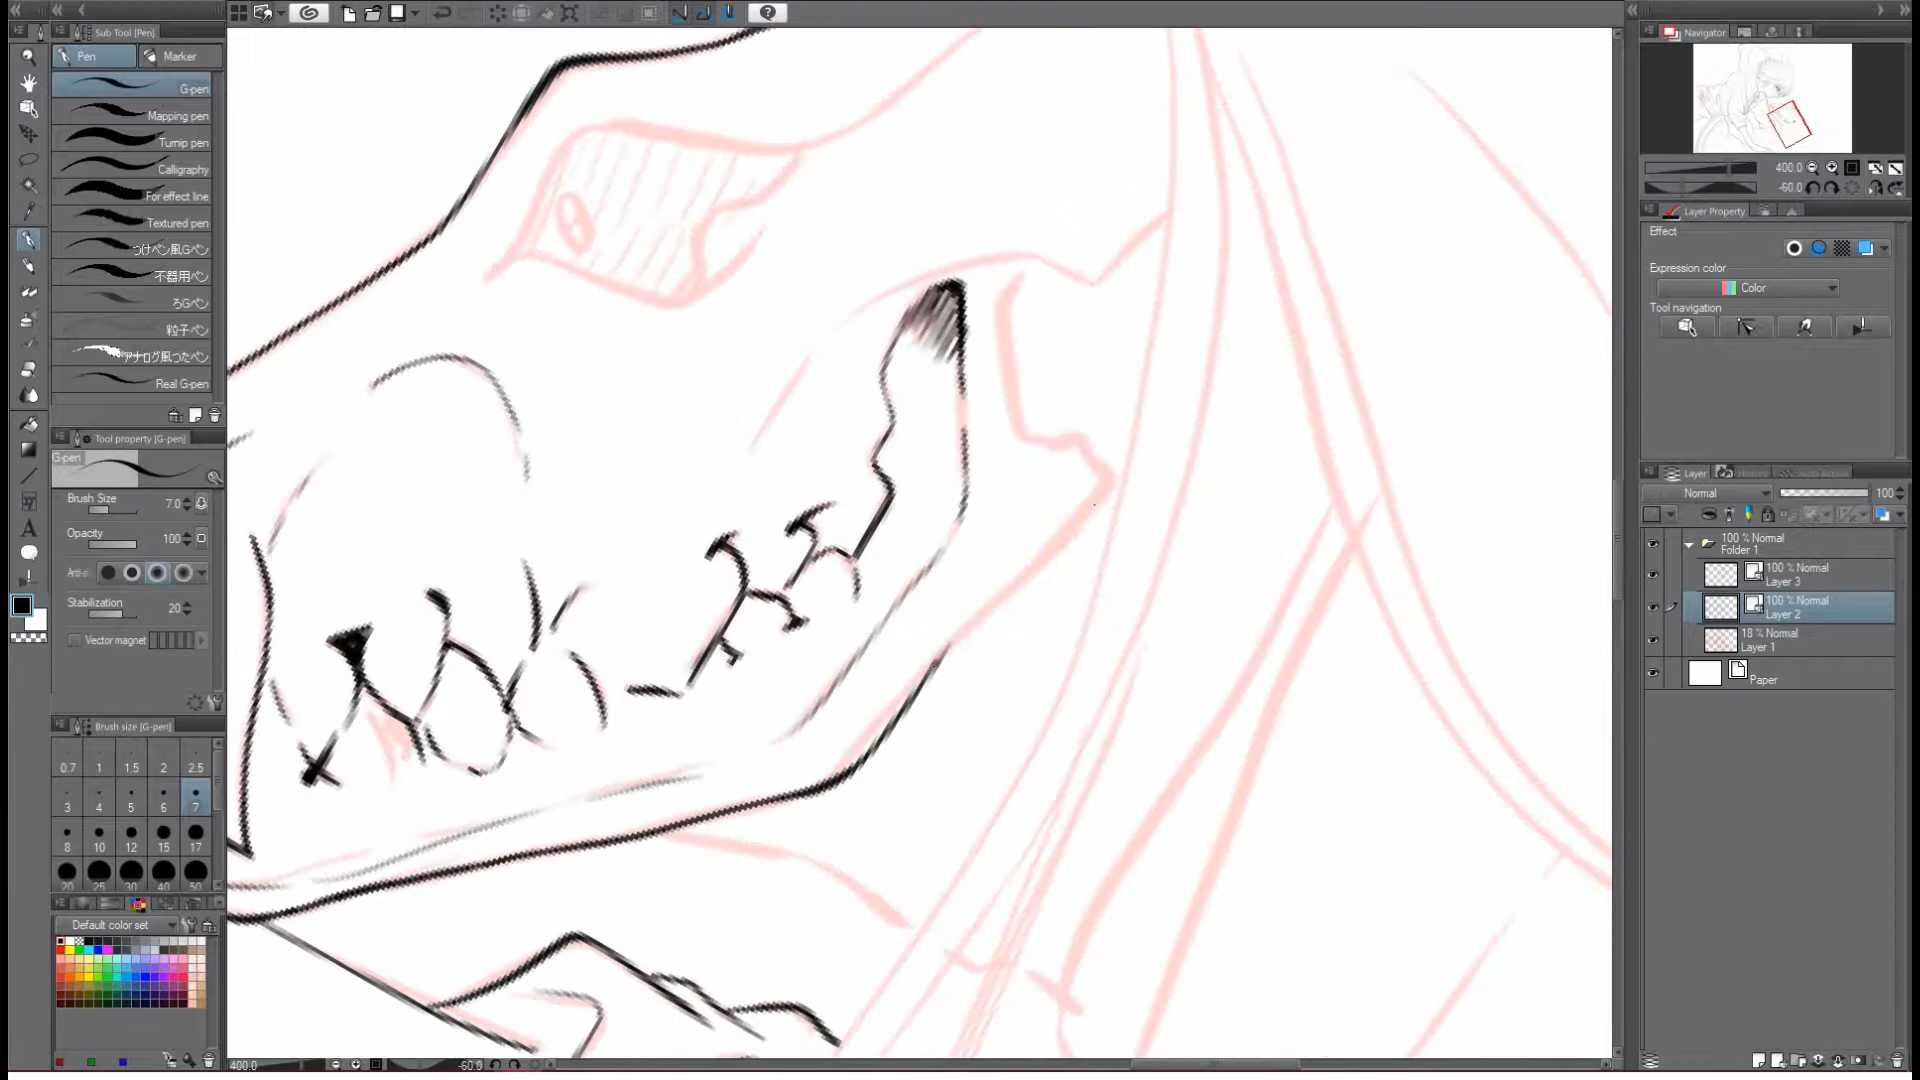 Sub Tool [Pen]
Pen
Marker
G-pen
Mapping pen
Turnip pen
Calligraphy
For effect line
Textured pen
つけペン風Gペン
不器用ペン
ろGペン
粒子ペン
アナログ風つたペン
Real G-pen
Tool property [G-pen]
G-pen
Brush Size 7.0
Opacity 100
Anti-a
Stabilization 20
Vector magnet
Brush size [G-pen]
0.7 1 1.5 2 2.5
3 4 5 6 7
8 10 12 15 17
20 25 30 40 50
Default color set
400.0
-60.0
Navigator
400.0
-60.0
Layer Property
Effect
Expression color
Color
Tool navigation
Layer
Normal 100
100 % Normal
Folder 1
100 % Normal
Layer 3
100 % Normal
Layer 2
18 % Normal
Layer 1
Paper